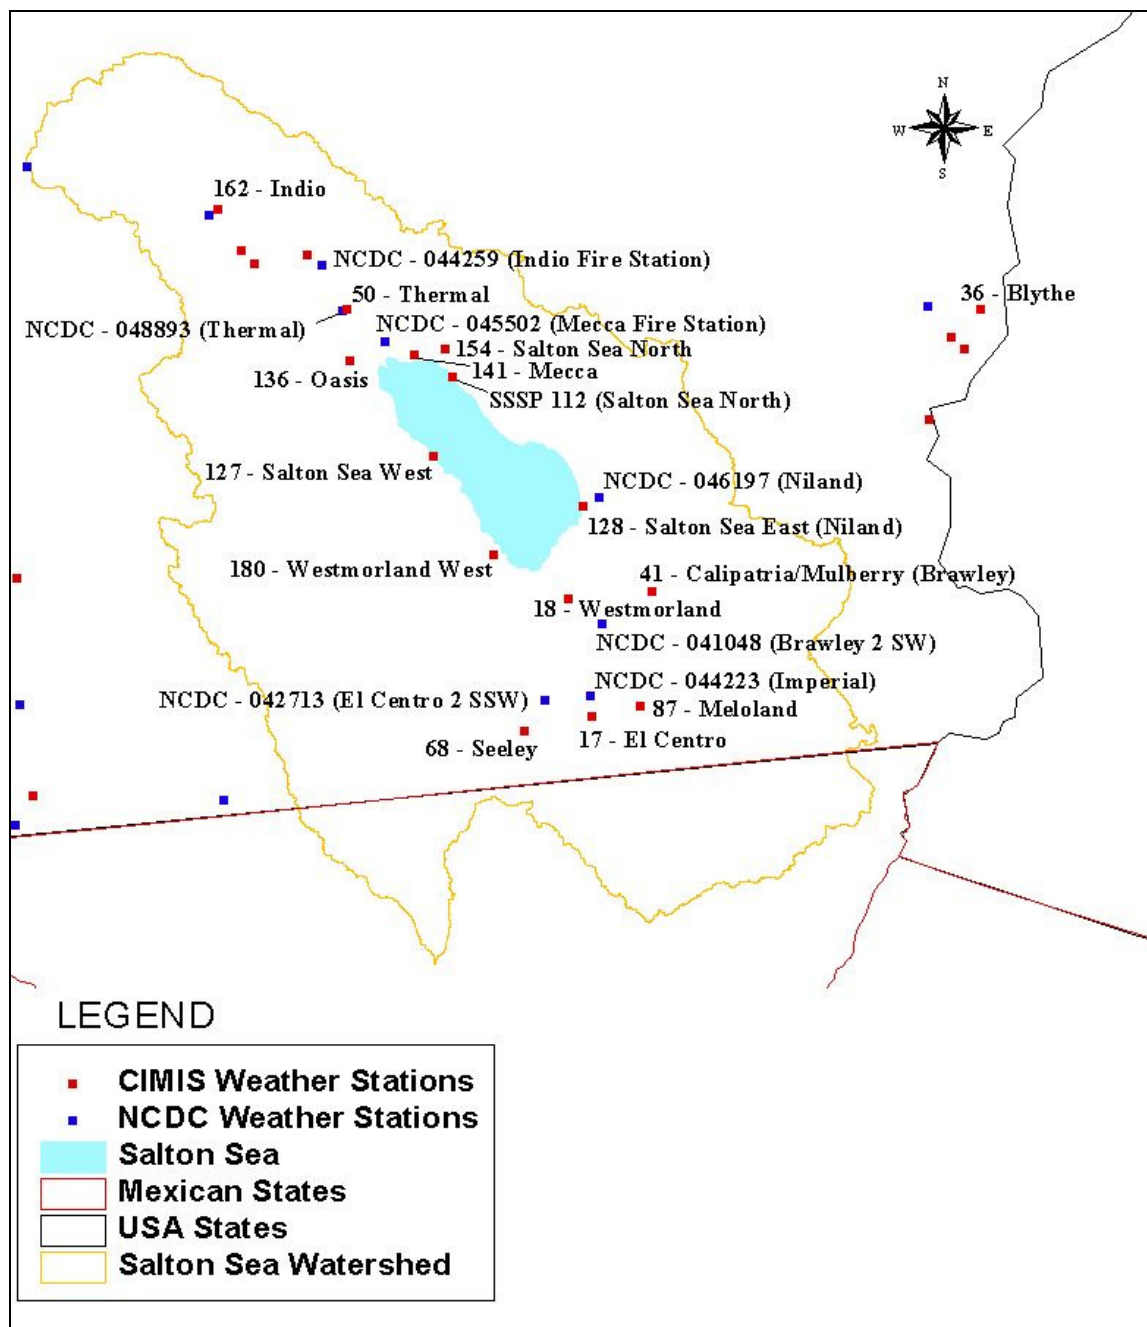 N
W E
S
162 - Indio
NCDC - 044259 (Indio Fire Station)
50 - Thermal
36 - Blythe
NCDC - 048893 (Thermal)
NCDC - 045502 (Mecca Fire Station)
154 - Salton Sea North
136 - Oasis
141 - Mecca
SSSP 112 (Salton Sea North)
127 - Salton Sea West
NCDC - 046197 (Niland)
128 - Salton Sea East (Niland)
180 - Westmorland West
41 - Calipatria/Mulberry (Brawley)
18 - Westmorland
NCDC - 041048 (Brawley 2 SW)
NCDC - 044223 (Imperial)
NCDC - 042713 (El Centro 2 SSW)
87 - Meloland
17 - El Centro
68 - Seeley
LEGEND
CIMIS Weather Stations
NCDC Weather Stations
Salton Sea
Mexican States
USA States
Salton Sea Watershed